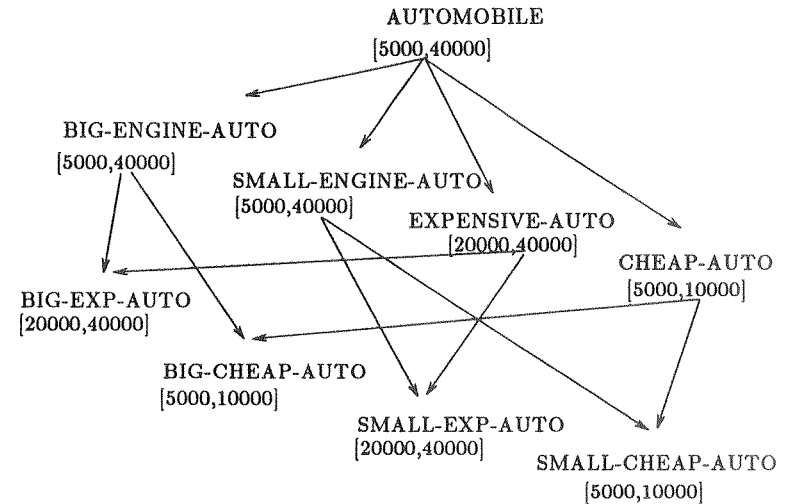 AUTOMOBILE
[5000,40000]
BIG-ENGINE-AUTO
[5000,40000]
SMALL-ENGINE-AUTO
[5000,40000]
EXPENSIVE-AUTO
[20000,40000]
CHEAP-AUTO
[5000,10000]
BIG-EXP-AUTO
[20000,40000]
BIG-CHEAP-AUTO
[5000,10000]
SMALL-EXP-AUTO
[20000,40000]
SMALL-CHEAP-AUTO
[5000,10000]